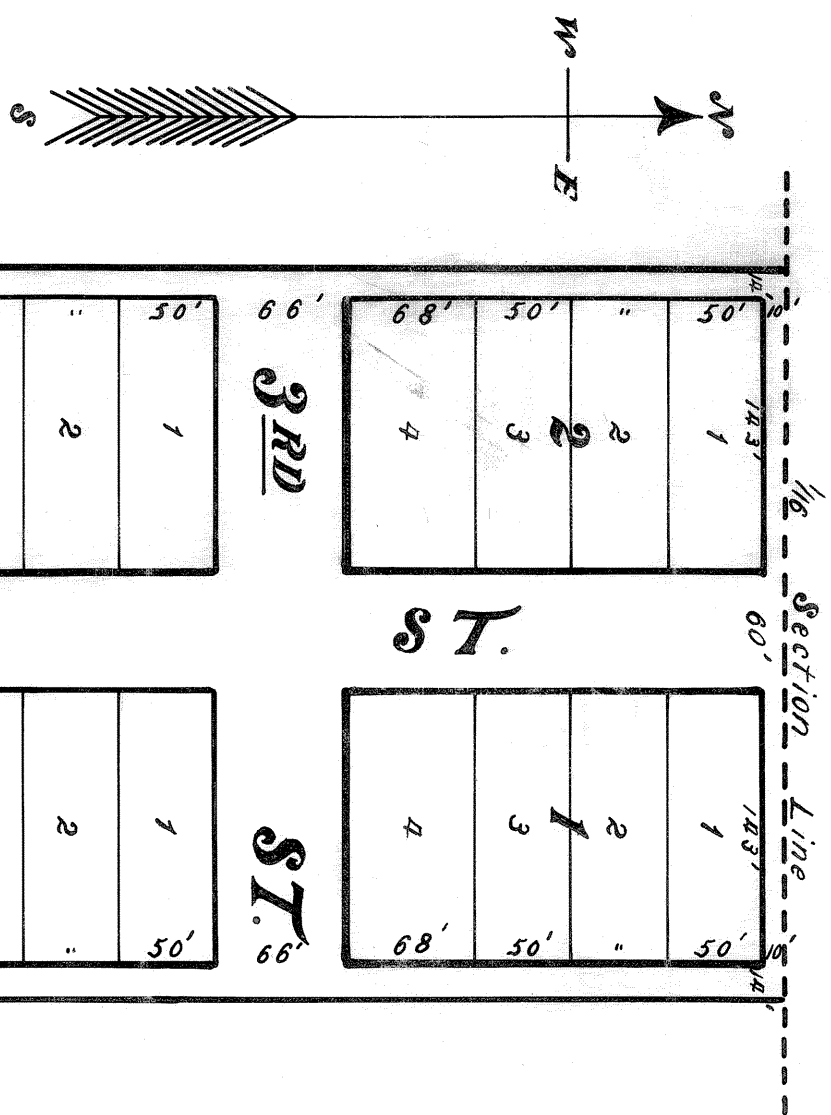 N
W E
S
1/16 Section Line
14' 10' 60' 10' 14'
143' 143'
50' 1 1 50'
" 2 2 "
2 1
50' 3 3 50'
68' 4 4 68'
ST.
66' 3RD ST. 66'
50' 1 1 50'
" 2 2 "